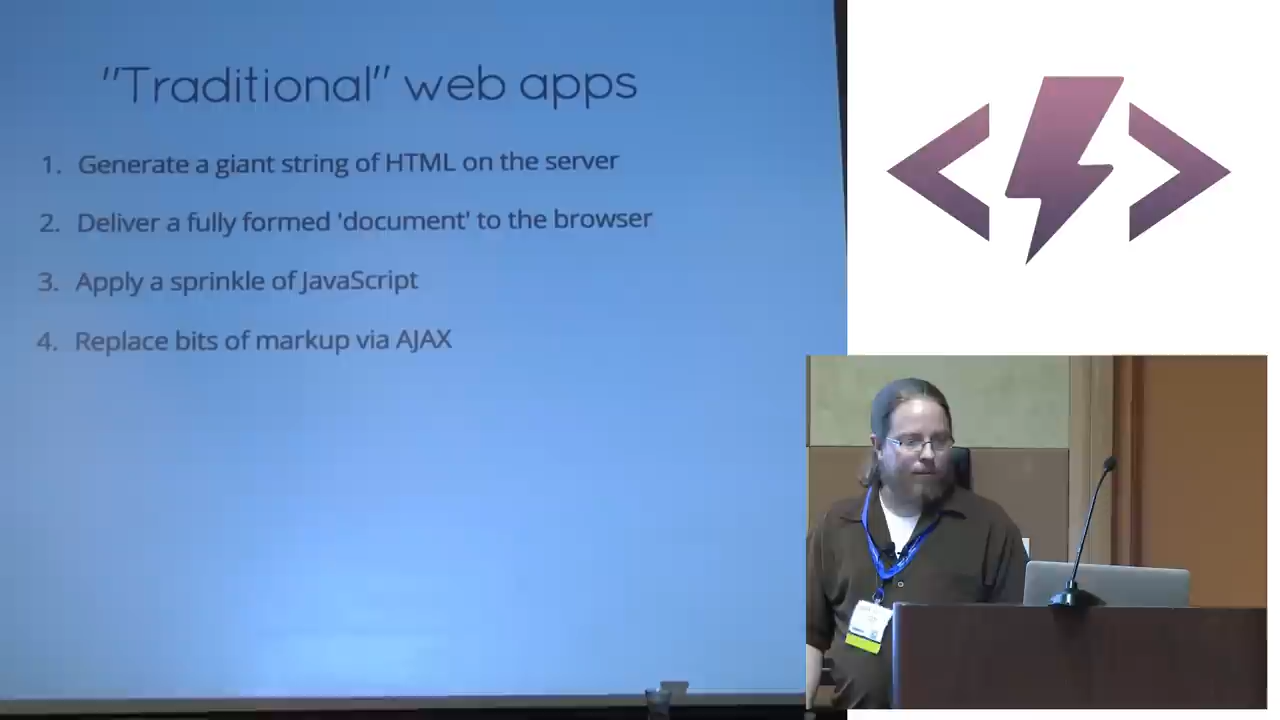 "Traditional" web apps
1. Generate a giant string of HTML on the server
2. Deliver a fully formed 'document' to the browser
3. Apply a sprinkle of JavaScript
4. Replace bits of markup via AJAX